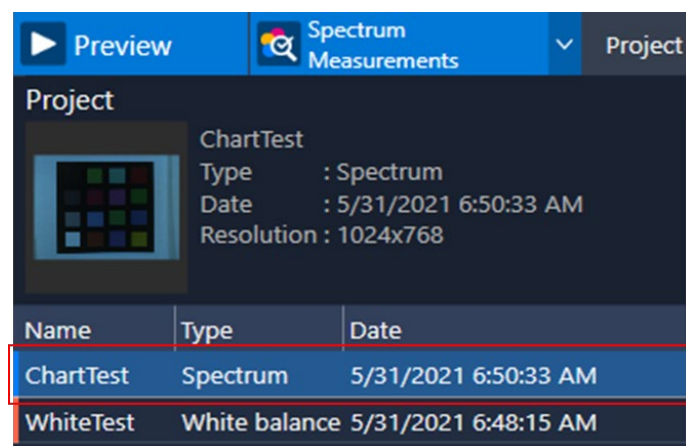 Preview
Spectrum
Measurements
Project
Project
ChartTest
Type : Spectrum
Date : 5/31/2021 6:50:33 AM
Resolution : 1024x768
Name Type Date
ChartTest Spectrum 5/31/2021 6:50:33 AM
WhiteTest White balance 5/31/2021 6:48:15 AM